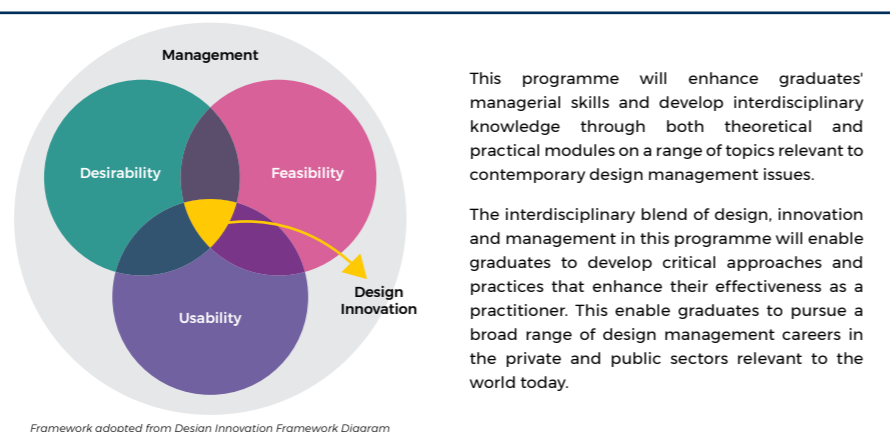 Management
Desirability
Feasibility
Usability
Design
Innovation
Framework adopted from Design Innovation Framework Diagram
This programme will enhance graduates'
managerial skills and develop interdisciplinary
knowledge through both theoretical and
practical modules on a range of topics relevant to
contemporary design management issues.
The interdisciplinary blend of design, innovation
and management in this programme will enable
graduates to develop critical approaches and
practices that enhance their effectiveness as a
practitioner. This enable graduates to pursue a
broad range of design management careers in
the private and public sectors relevant to the
world today.